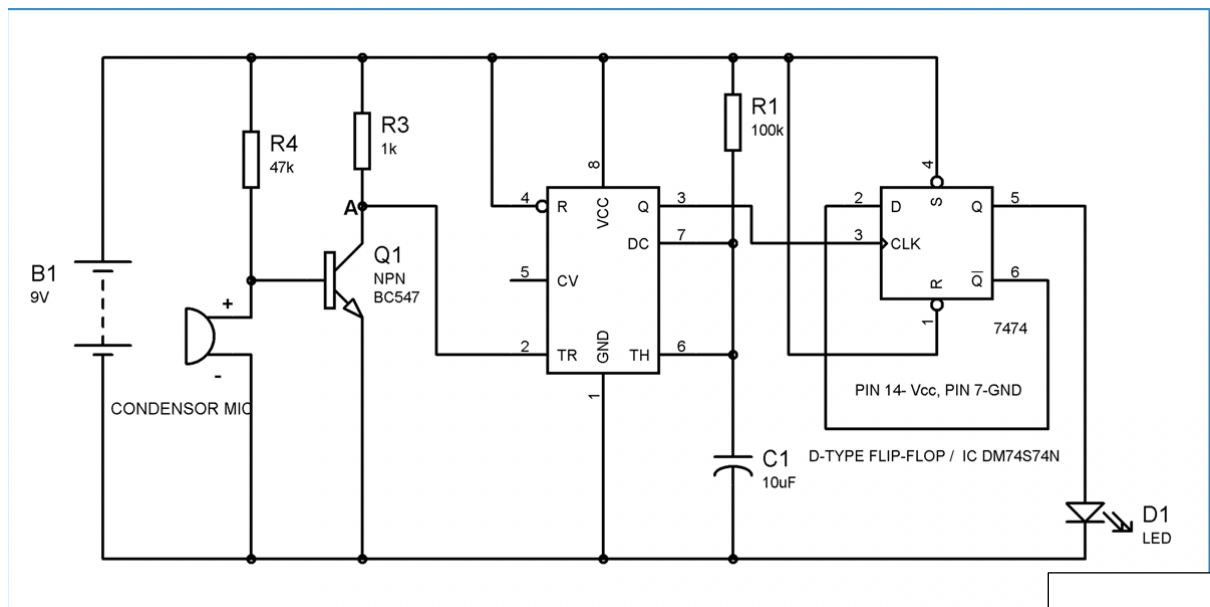 R4
47k
R3
1k
A
Q1
NPN
BC547
B1
9V
+
-
CONDENSOR MIC
4
R
8
VCC
Q
3
DC
7
5
CV
2
TR
GND
1
TH
6
R1
100k
C1
10uF
4
2
D
S
Q
5
3
CLK
R
Q
6
1
7474
PIN 14- Vcc, PIN 7-GND
D-TYPE FLIP-FLOP / IC DM74S74N
D1
LED